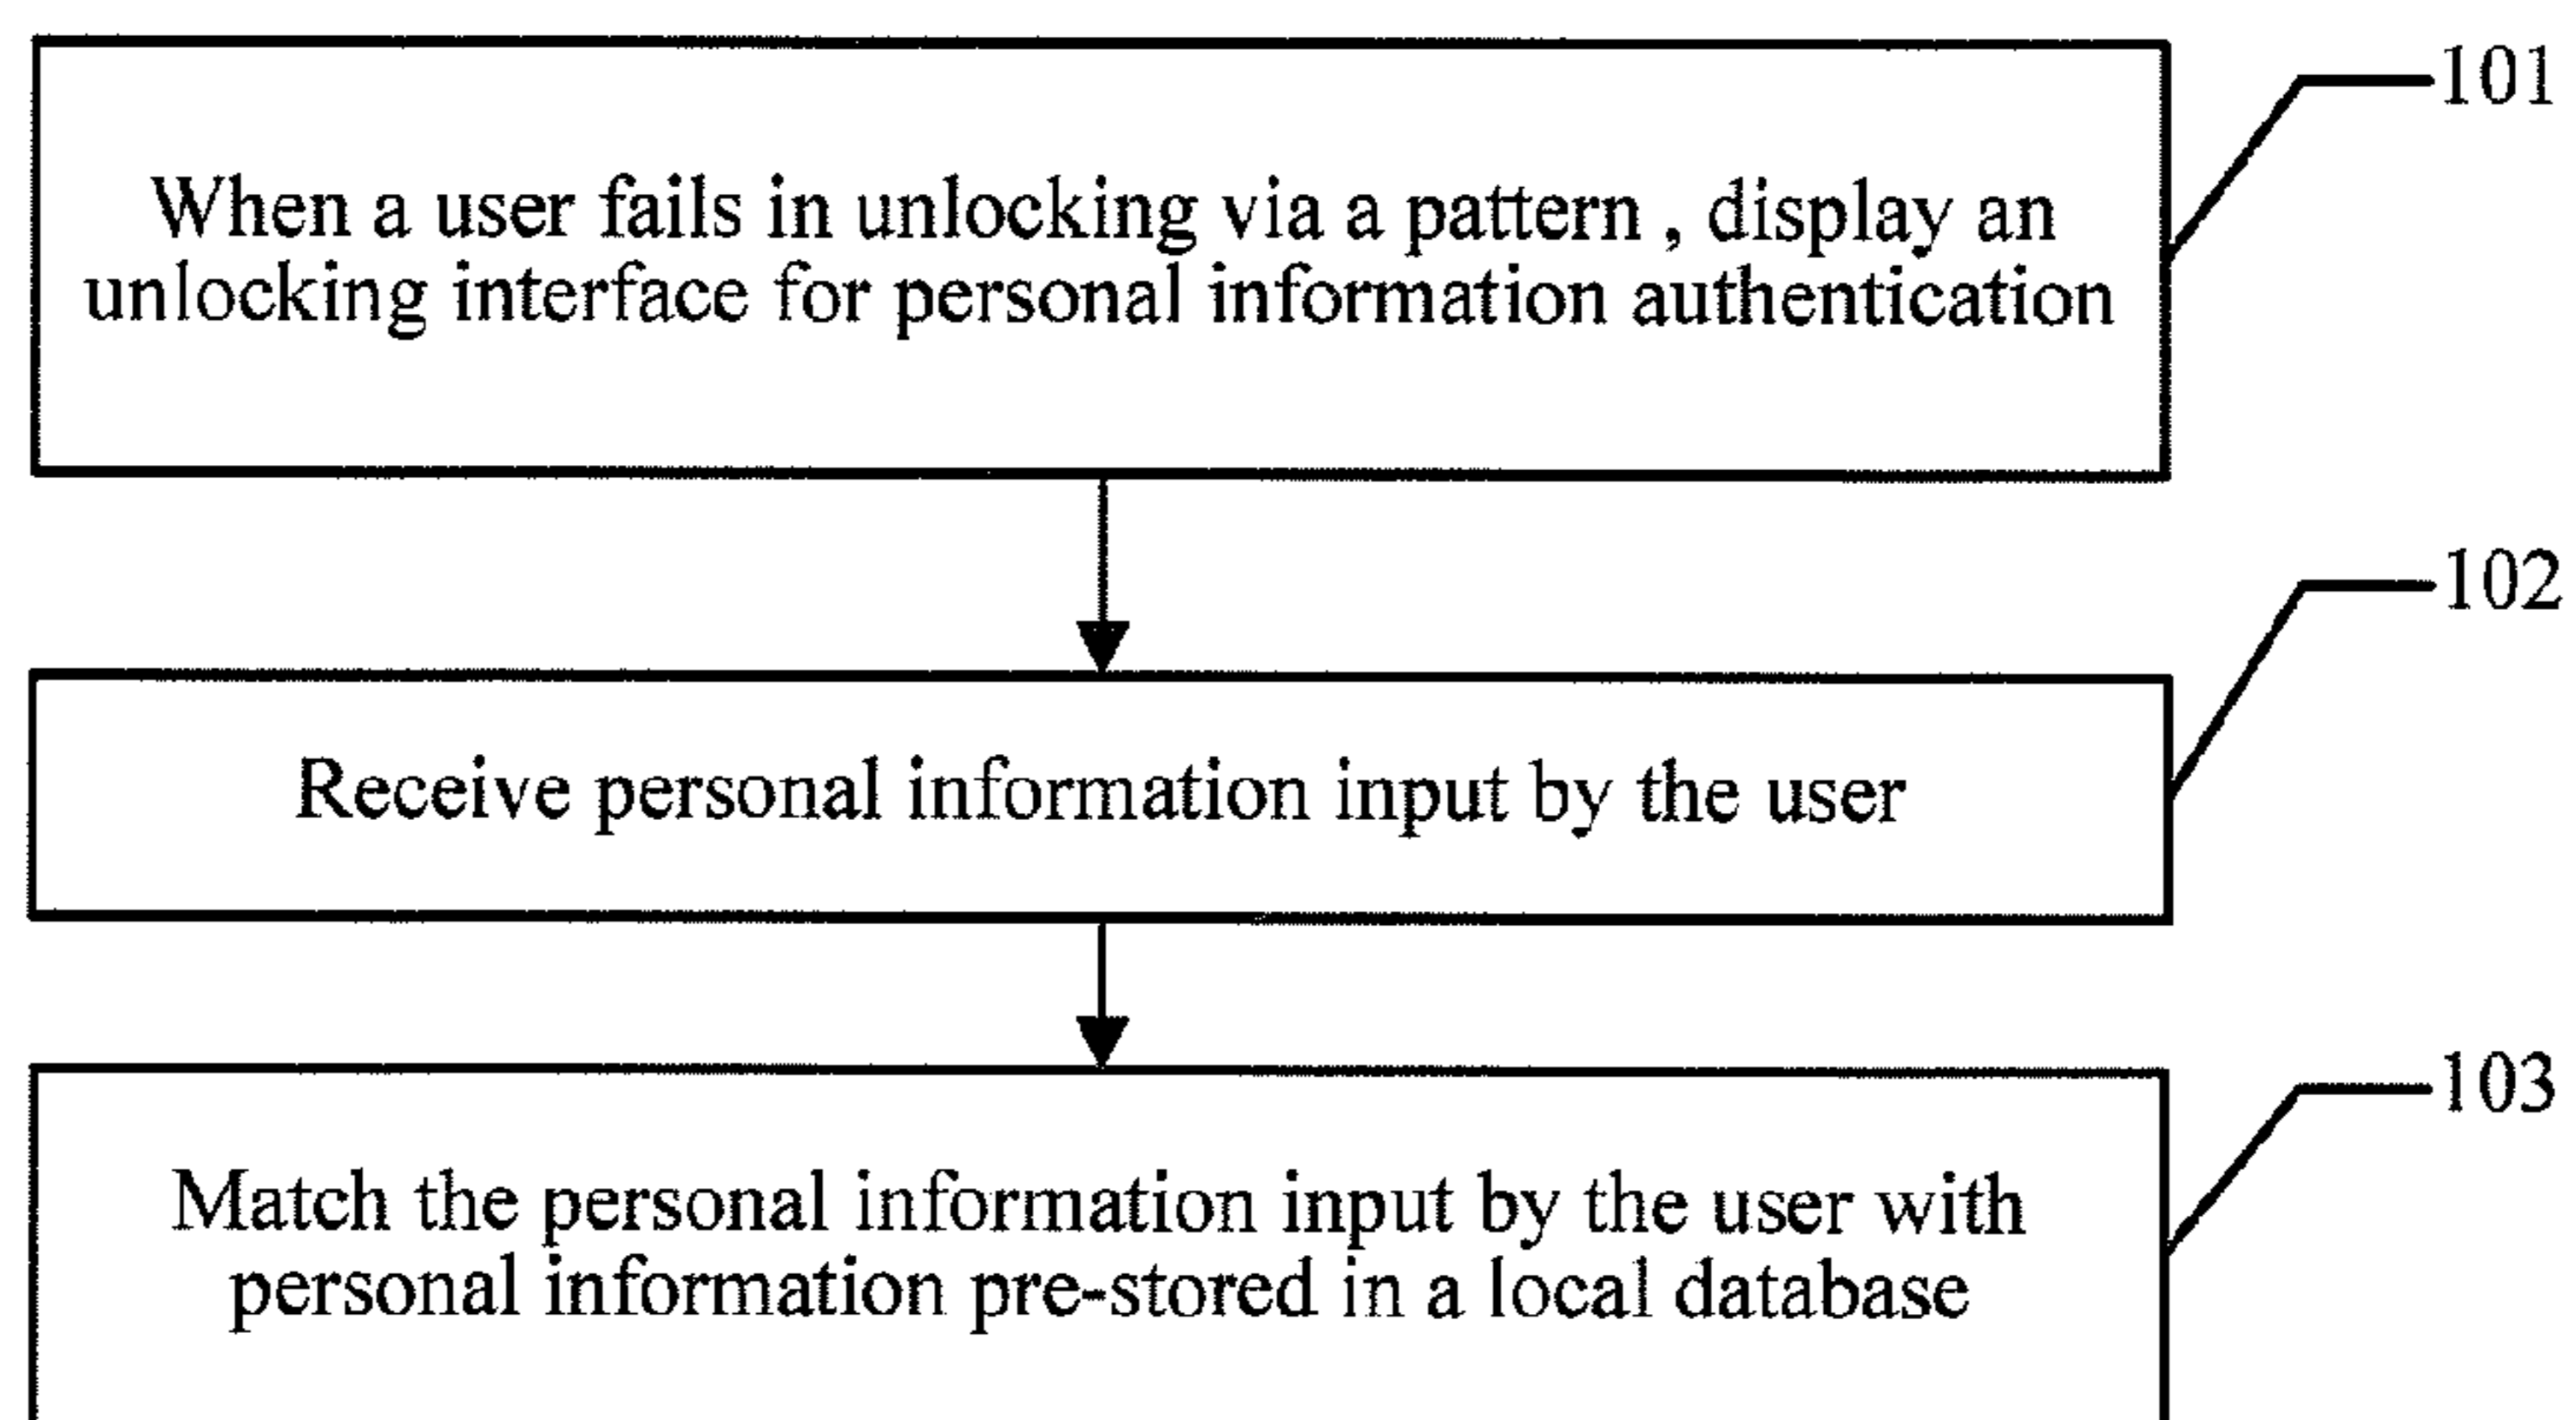 101
When a user fails in unlocking via a pattern , display an
unlocking interface for personal information authentication
102
Receive personal information input by the user
103
Match the personal information input by the user with
personal information pre-stored in a local database